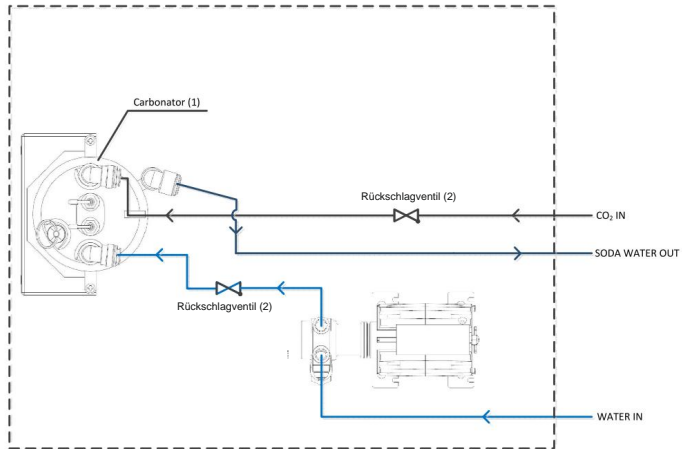 Carbonator (1)
Rückschlagventil (2)
CO₂ IN
SODA WATER OUT
Rückschlagventil (2)
WATER IN